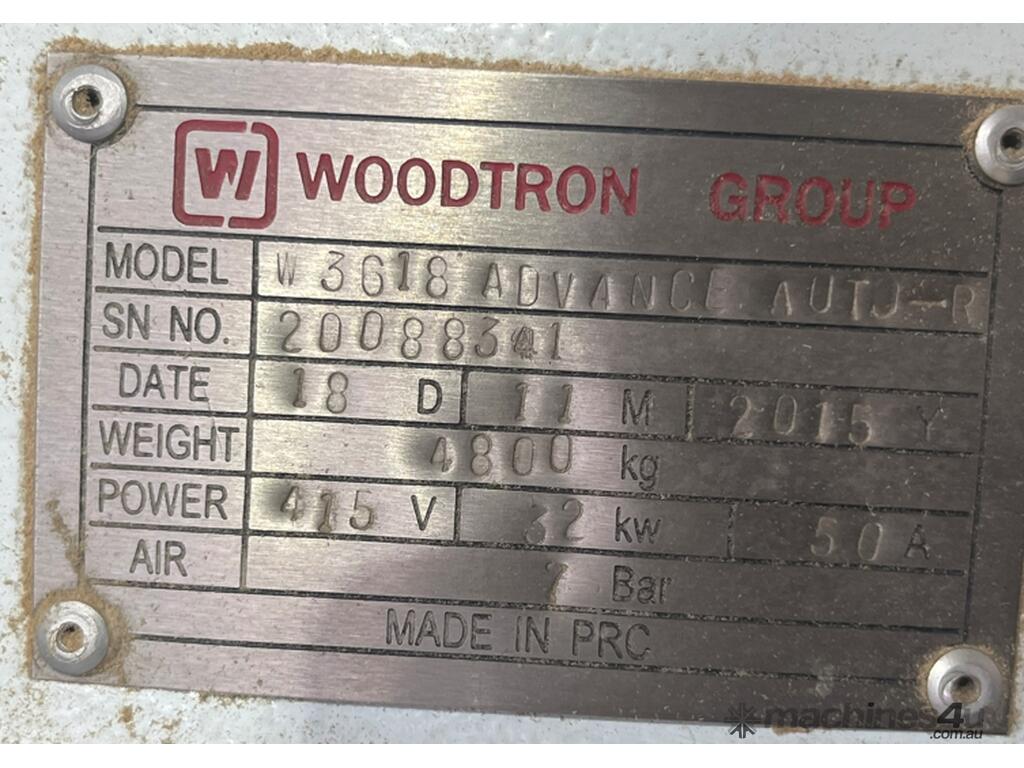 W WOODTRON GROUP
MODEL W3G18 ADVANCE AUTJ-R
SN NO. 20088341
DATE 18 D 11 M 2015 Y
WEIGHT 4800 kg
POWER 415 V 32 kw 50 A
AIR 7 Bar
MADE IN PRC
machines4u
.com.au